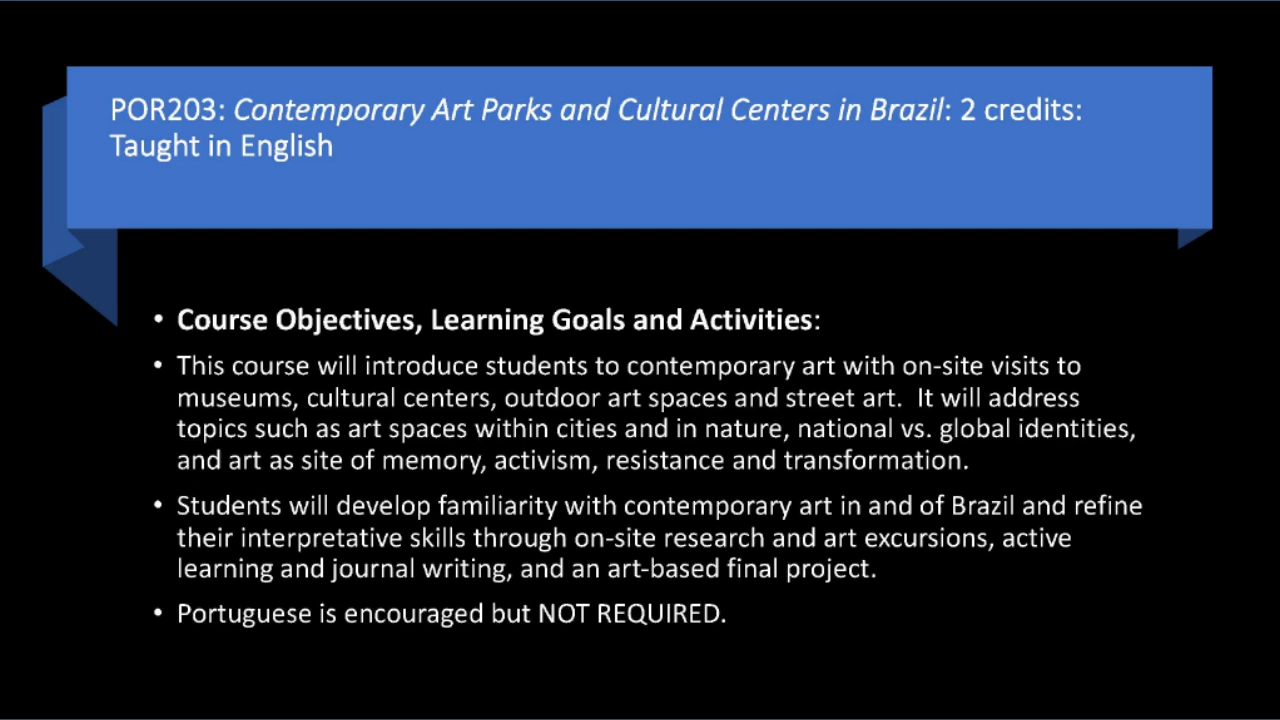 POR203: Contemporary Art Parks and Cultural Centers in Brazil: 2 credits:
Taught in English
• Course Objectives, Learning Goals and Activities:
• This course will introduce students to contemporary art with on-site visits to
museums, cultural centers, outdoor art spaces and street art.  It will address
topics such as art spaces within cities and in nature, national vs. global identities,
and art as site of memory, activism, resistance and transformation.
• Students will develop familiarity with contemporary art in and of Brazil and refine
their interpretative skills through on-site research and art excursions, active
learning and journal writing, and an art-based final project.
• Portuguese is encouraged but NOT REQUIRED.